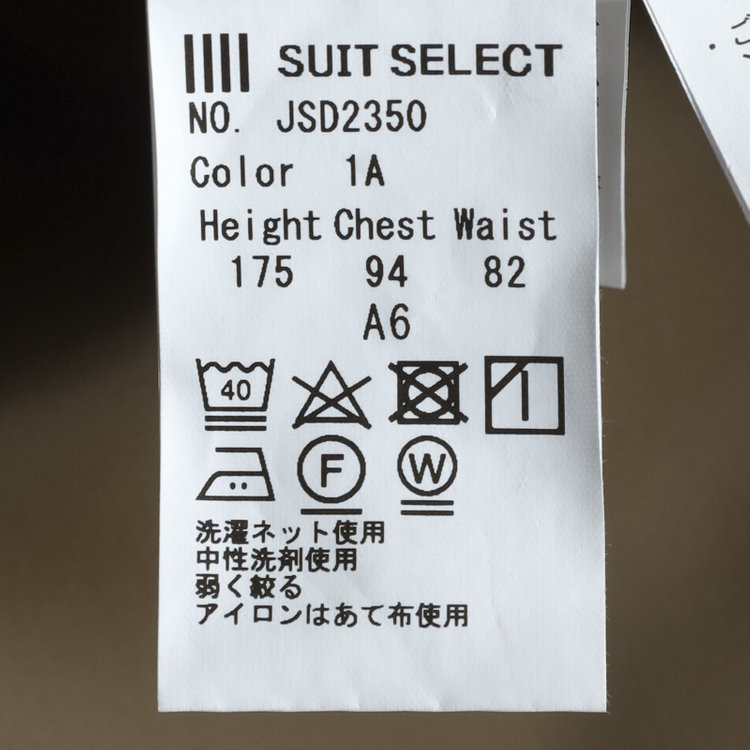 SUIT SELECT
NO. JSD2350
Color 1A
Height Chest Waist
175 94 82
A6
40
F W
洗濯ネット使用
中性洗剤使用
弱く絞る
アイロンはあて布使用